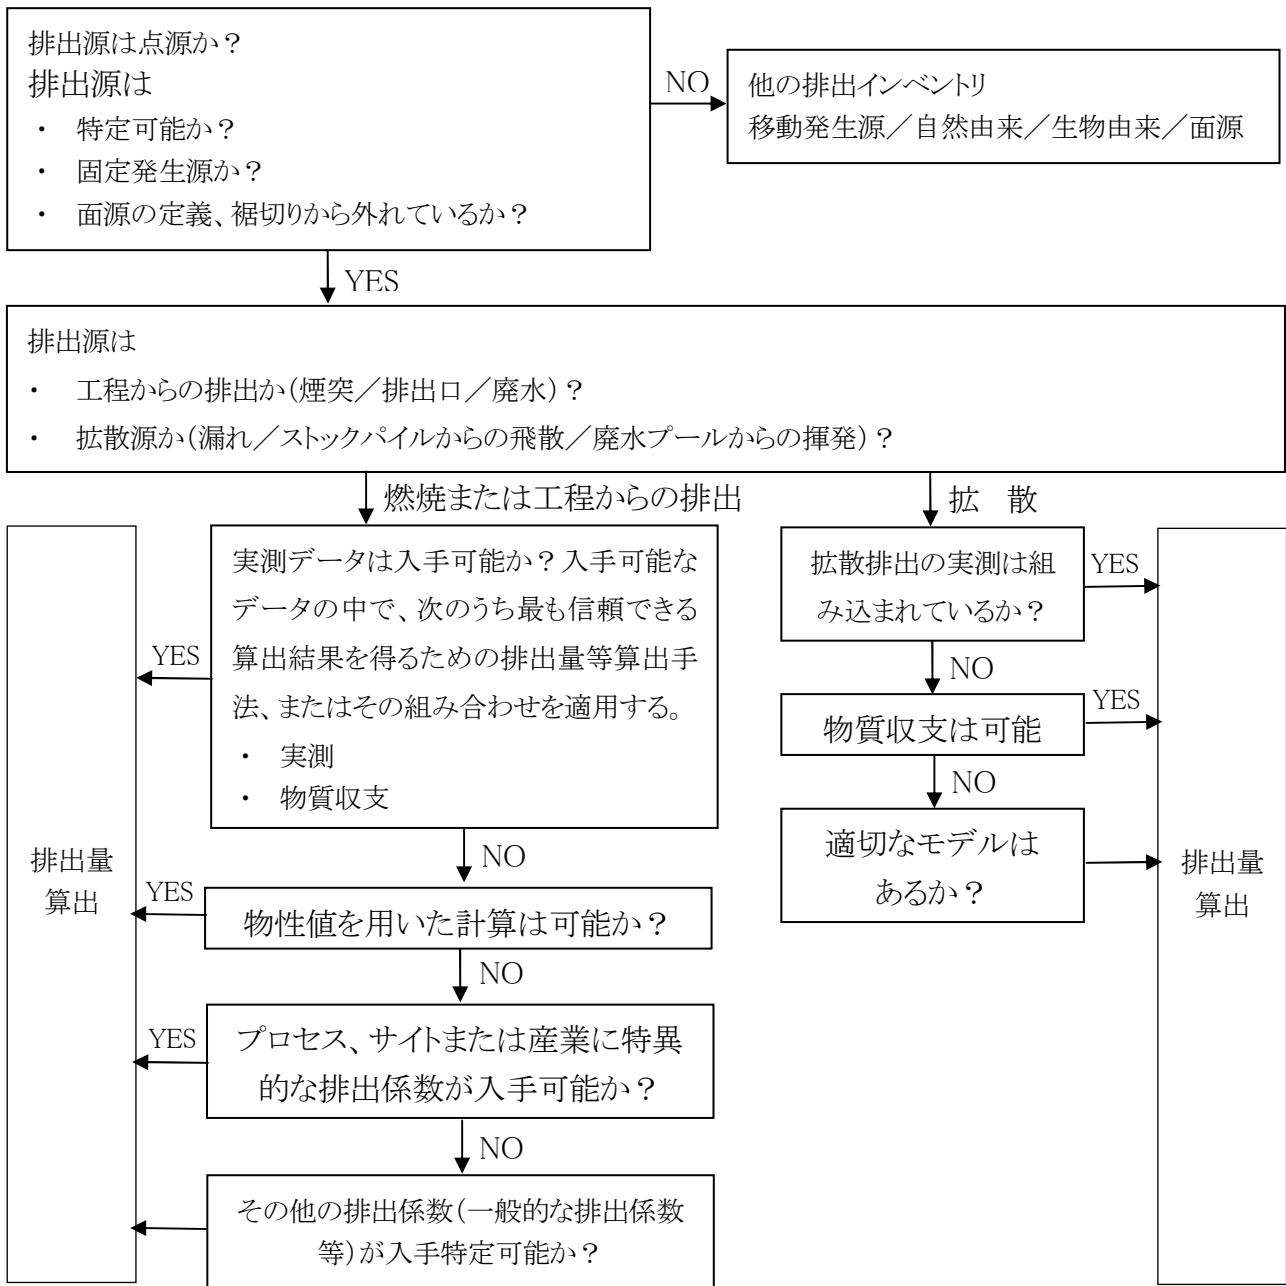 排出源は点源か？
排出源は
・ 特定可能か？
・ 固定発生源か？
・ 面源の定義、裾切りから外れているか？
NO
他の排出インベントリ
移動発生源／自然由来／生物由来／面源
YES
排出源は
・ 工程からの排出か（煙突／排出口／廃水）？
・ 拡散源か（漏れ／ストックパイルからの飛散／廃水プールからの揮発）？
燃焼または工程からの排出
実測データは入手可能か？入手可能な
データの中で、次のうち最も信頼できる
算出結果を得るための排出量等算出手
法、またはその組み合わせを適用する。
・ 実測
・ 物質収支
YES
NO
物性値を用いた計算は可能か？
YES
NO
プロセス、サイトまたは産業に特異
的な排出係数が入手可能か？
YES
NO
その他の排出係数（一般的な排出係数
等）が入手特定可能か？
排出量
算出
拡 散
拡散排出の実測は組
み込まれているか？
YES
NO
物質収支は可能
YES
NO
適切なモデルは
あるか？
排出量
算出